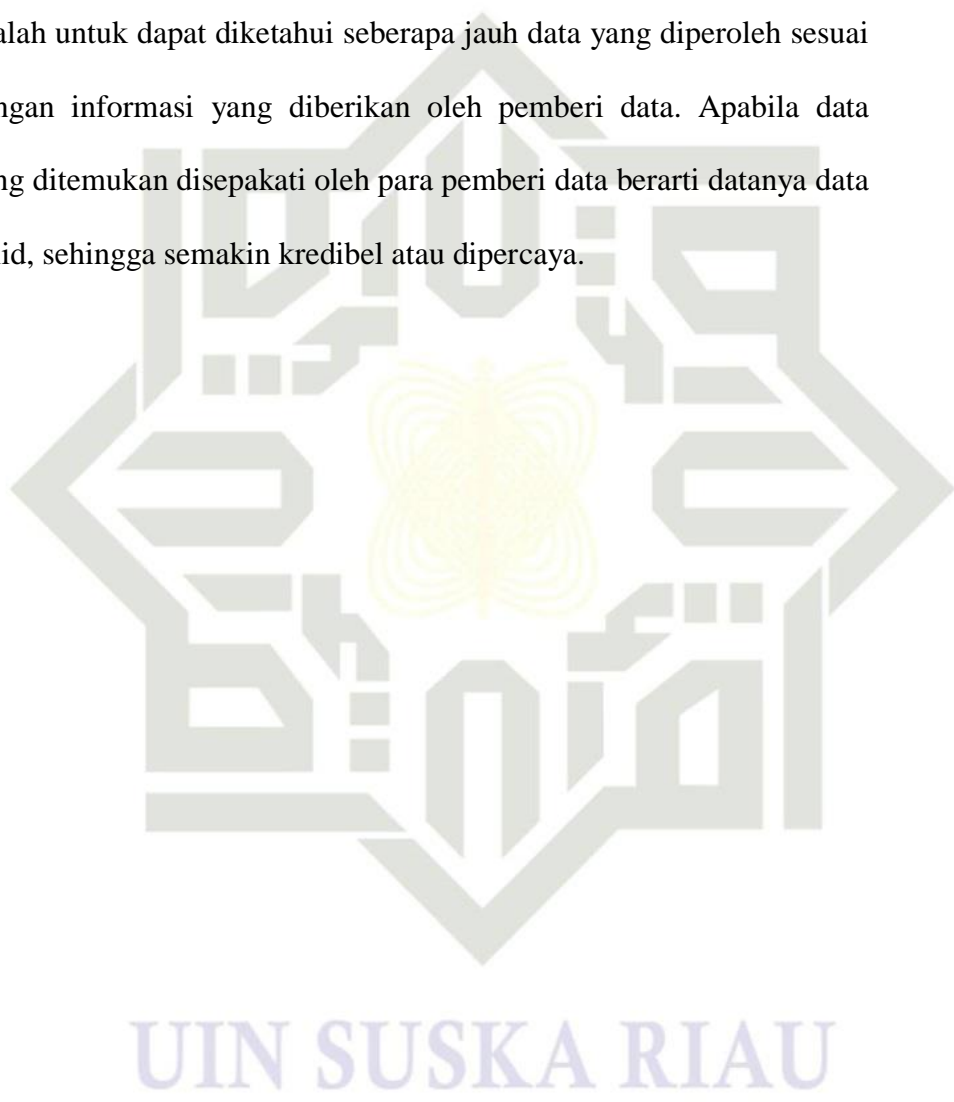 alah untuk dapat diketahui seberapa jauh data yang diperoleh sesuai
ngan informasi yang diberikan oleh pemberi data. Apabila data
ng ditemukan disepakati oleh para pemberi data berarti datanya data
lid, sehingga semakin kredibel atau dipercaya.
UIN SUSKA RIAU